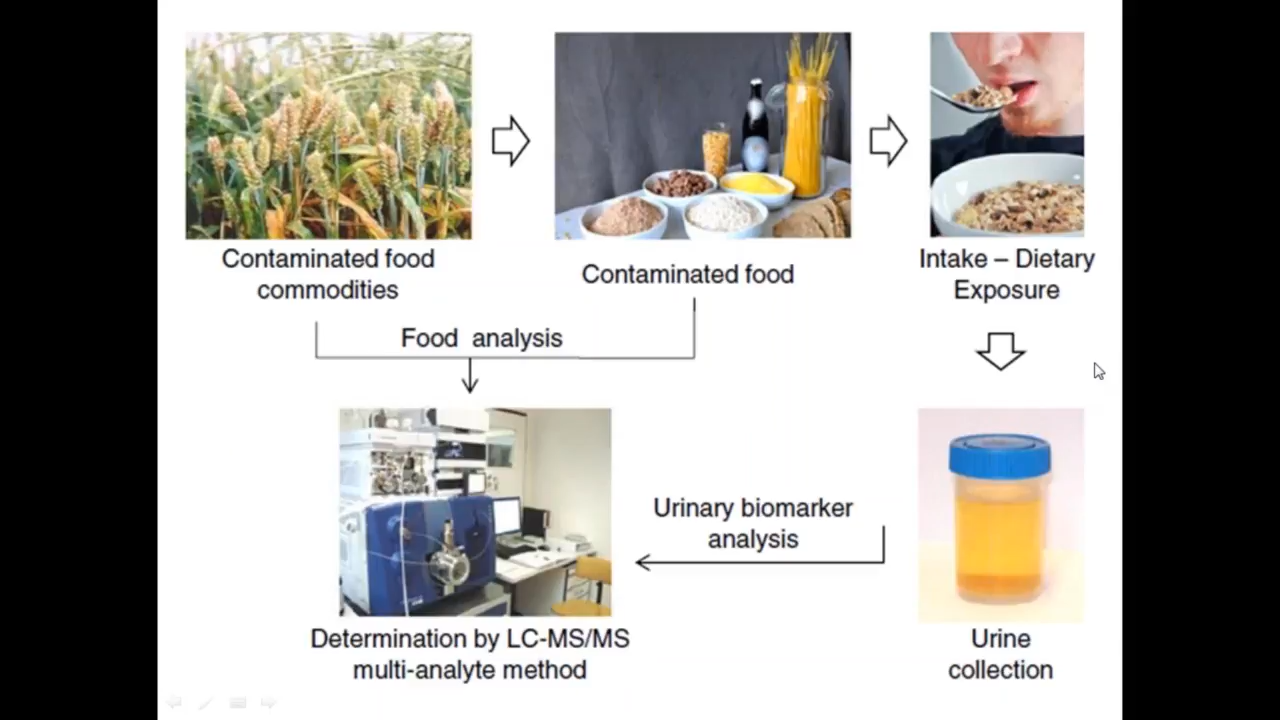 Contaminated food
commodities
Contaminated food
Intake – Dietary
Exposure
Food analysis
Urinary biomarker
analysis
Determination by LC-MS/MS
multi-analyte method
Urine
collection